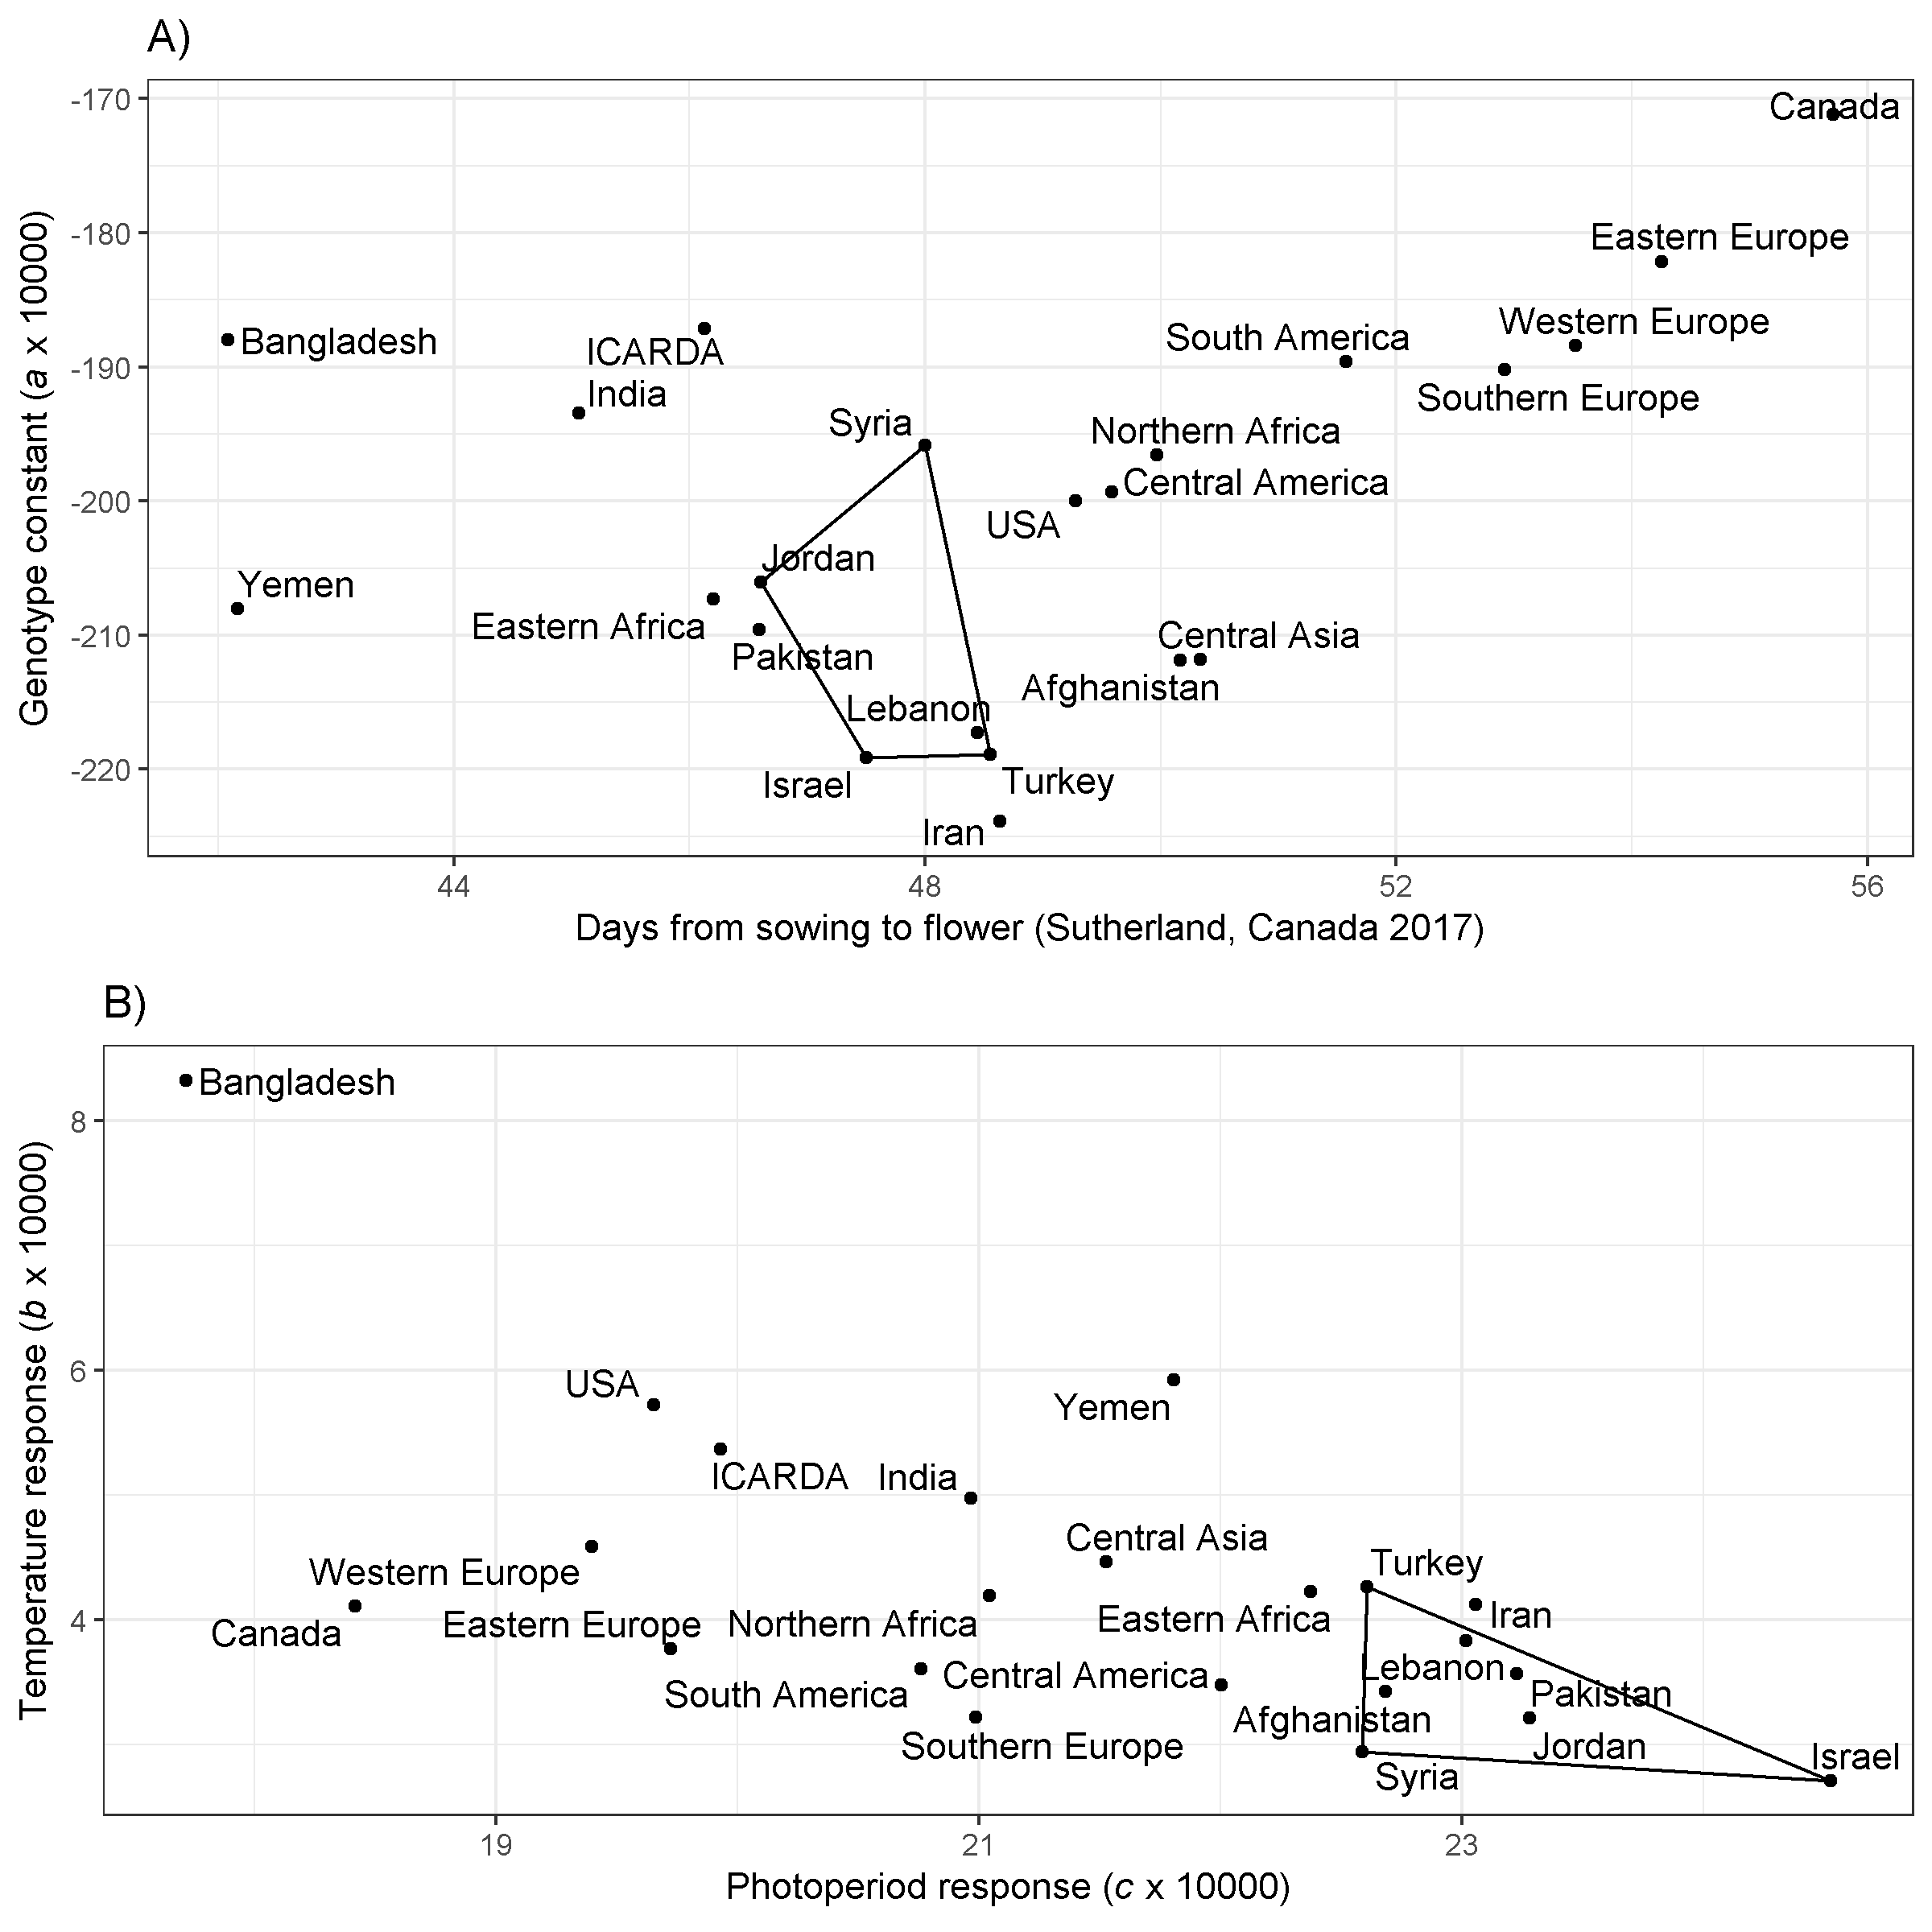 A)
Genotype constant (a x 10000)
-170
-180
-190
-200
-210
-220
Canada
Eastern Europe
Western Europe
South America
Southern Europe
Bangladesh
ICARDA
India
Syria
Northern Africa
Central America
USA
Jordan
Yemen
Eastern Africa
Pakistan
Central Asia
Afghanistan
Lebanon
Israel
Turkey
Iran
44
48
52
56
Days from sowing to flower (Sutherland, Canada 2017)
B)
Temperature response (b x 10000)
8
6
4
Bangladesh
USA
Yemen
ICARDA
India
Central Asia
Western Europe
Turkey
Canada
Eastern Europe
Northern Africa
Eastern Africa
Iran
South America
Central America
Lebanon
Pakistan
Southern Europe
Afghanistan
Jordan
Syria
Israel
19
21
23
Photoperiod response (c x 10000)